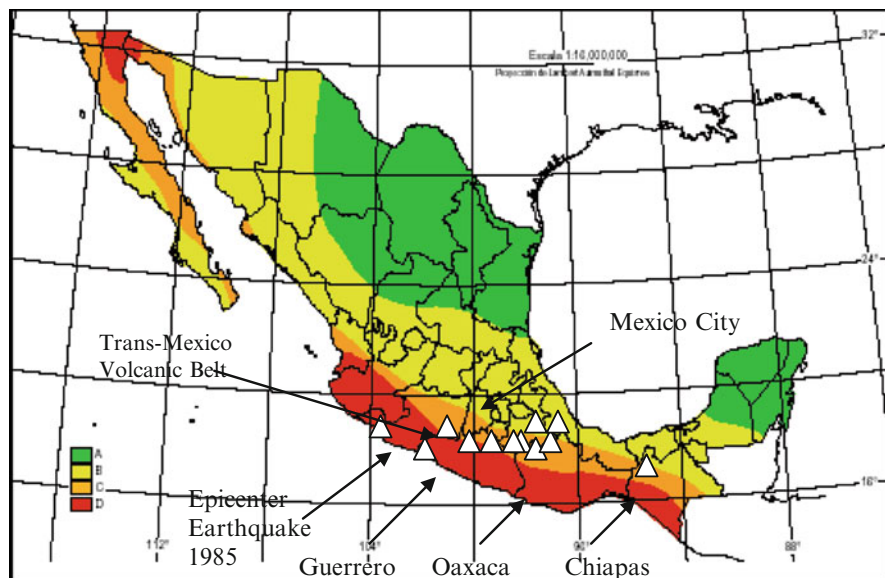 32°
Escala 1:16,000,000
24°
Mexico City
Trans-Mexico
Volcanic Belt
A
B
C
D
16°
Epicenter
Earthquake
1985
Guerrero
Oaxaca
Chiapas
112°
104°
96°
88°